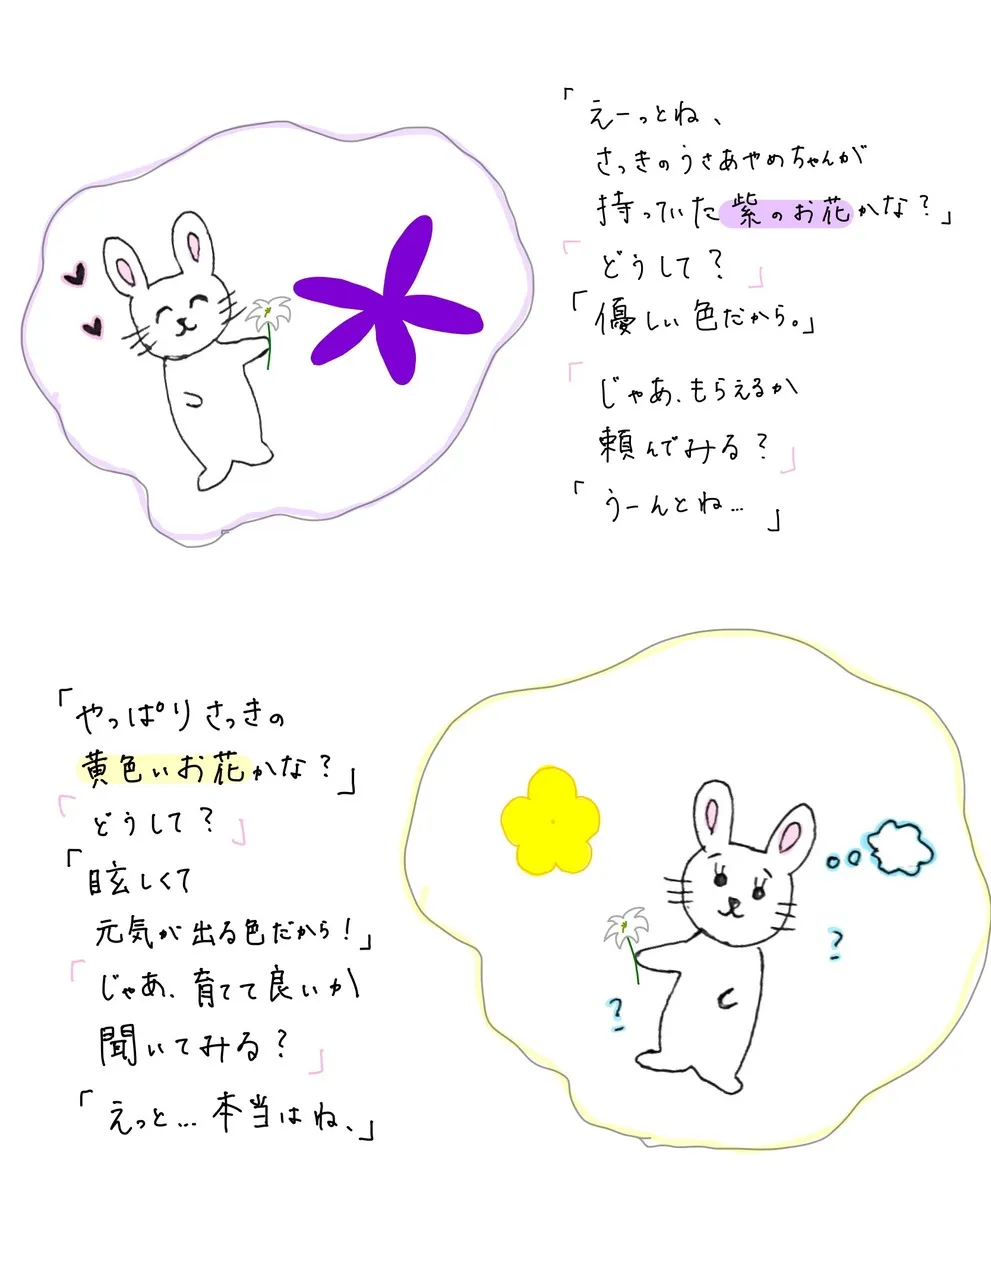 「えーっとね、
さっきのうさあやめちゃんが
持っていた紫のお花かな？」
「どうして？」
「優しい色だから。」
「じゃあ、もらえるか
頼んでみる？」
「うーんとね…」
「やっぱりさっきの
黄色いお花かな？」
「どうして？」
「眩しくて
元気が出る色だから！」
「じゃあ、育てて良いか
聞いてみる？」
「えっと…本当はね、」
?
?